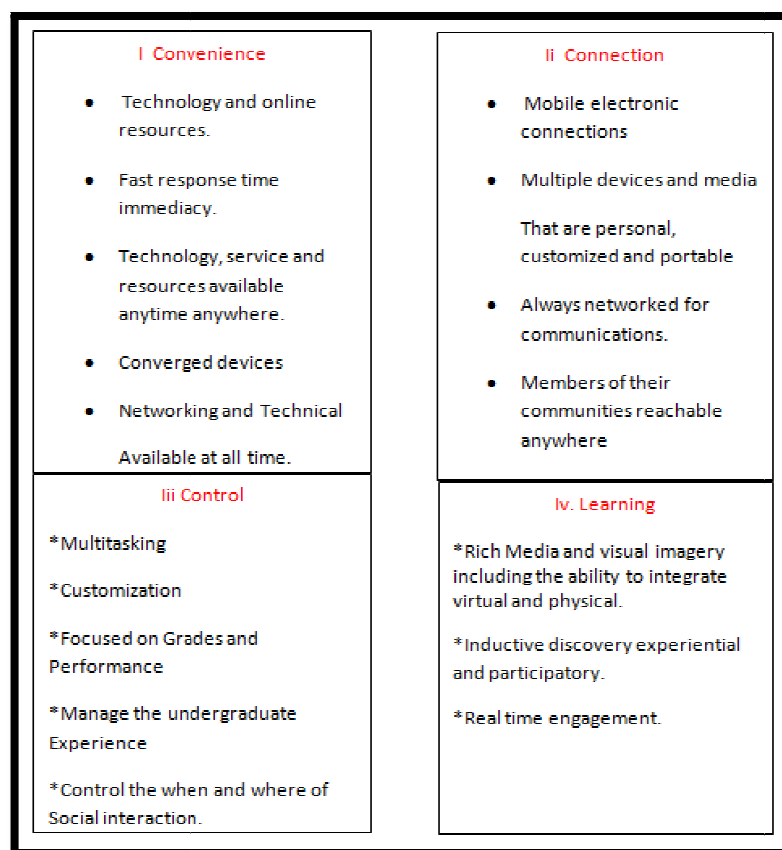 I Convenience
● Technology and online
resources.
● Fast response time
immediacy.
● Technology, service and
resources available
anytime anywhere.
● Converged devices
● Networking and Technical
Available at all time.
Ii Connection
● Mobile electronic
connections
● Multiple devices and media
That are personal,
customized and portable
● Always networked for
communications.
● Members of their
communities reachable
anywhere
Iii Control
*Multitasking
*Customization
*Focused on Grades and
Performance
*Manage the undergraduate
Experience
*Control the when and where of
Social interaction.
Iv. Learning
*Rich Media and visual imagery
including the ability to integrate
virtual and physical.
*Inductive discovery experiential
and participatory.
*Real time engagement.